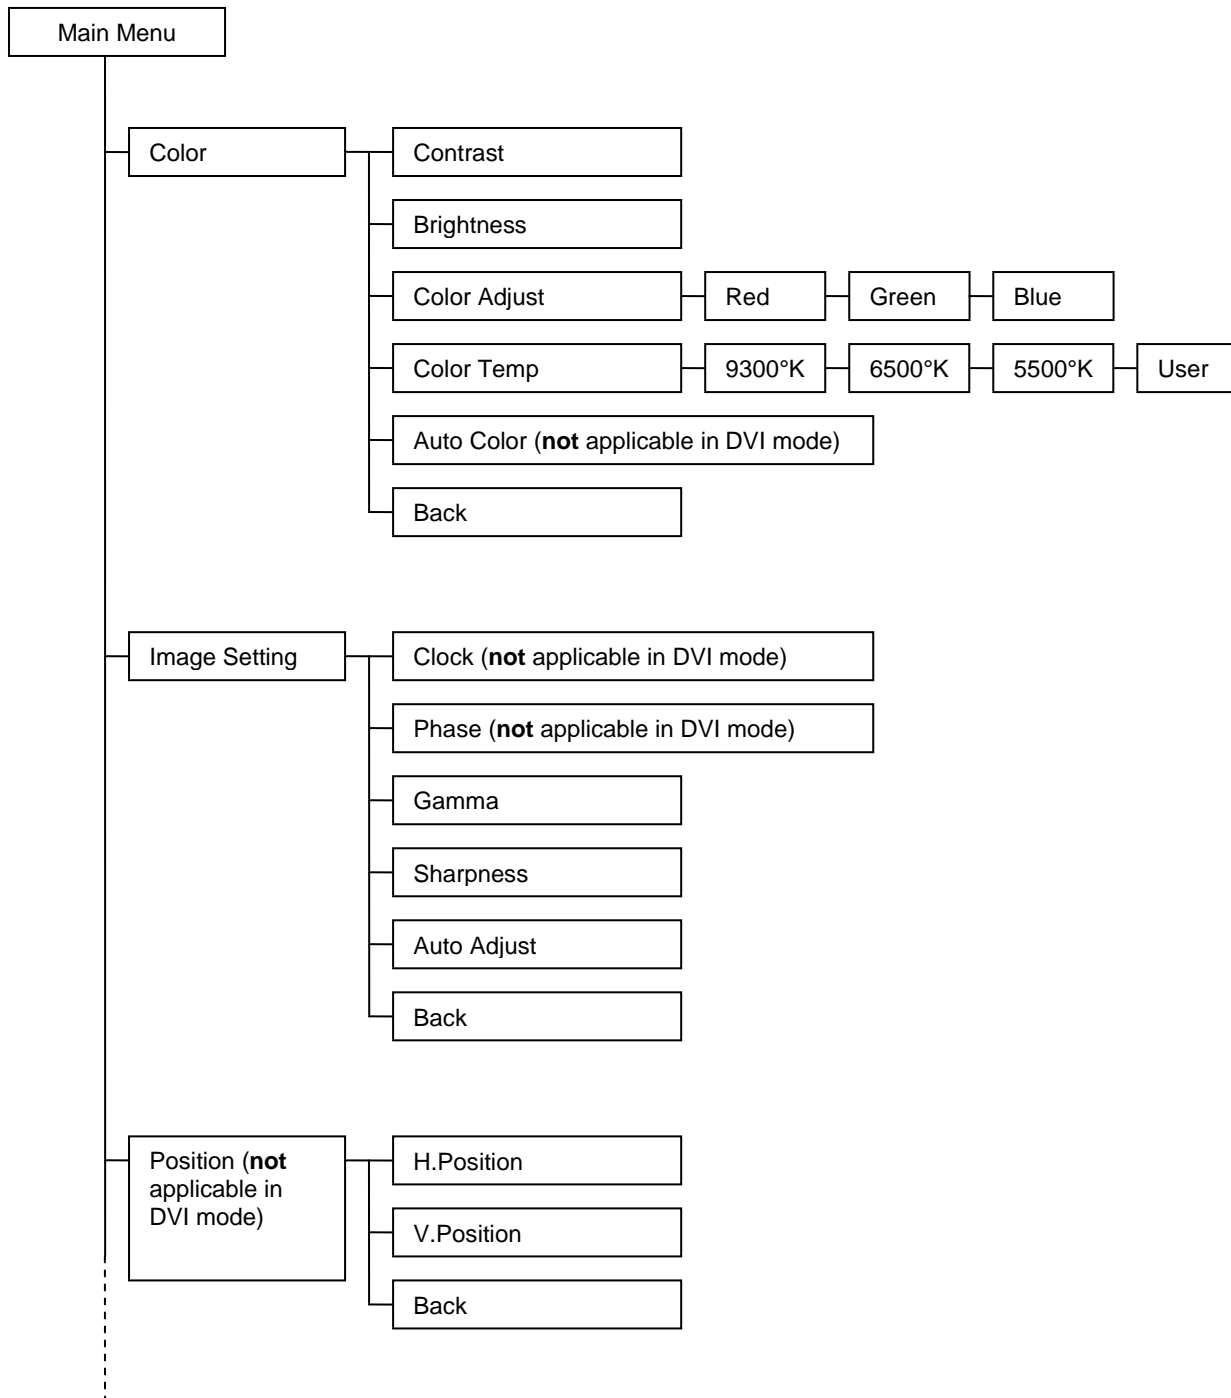 Main Menu
Color
Contrast
Brightness
Color Adjust
Red
Green
Blue
Color Temp
9300°K
6500°K
5500°K
User
Auto Color (not applicable in DVI mode)
Back
Image Setting
Clock (not applicable in DVI mode)
Phase (not applicable in DVI mode)
Gamma
Sharpness
Auto Adjust
Back
Position (not
applicable in
DVI mode)
H.Position
V.Position
Back